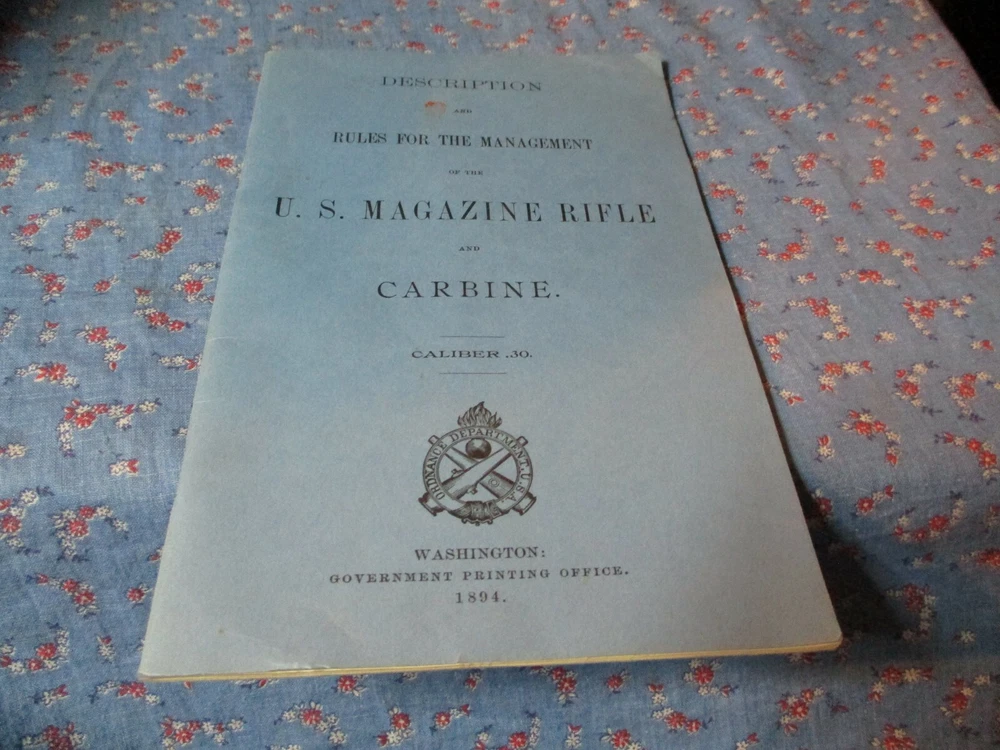 DESCRIPTION
AND
RULES FOR THE MANAGEMENT
OF THE
U. S. MAGAZINE RIFLE
AND
CARBINE.
CALIBER .30.
ORDNANCE DEPARTMENT, U.S.A.
WASHINGTON:
GOVERNMENT PRINTING OFFICE.
1894.